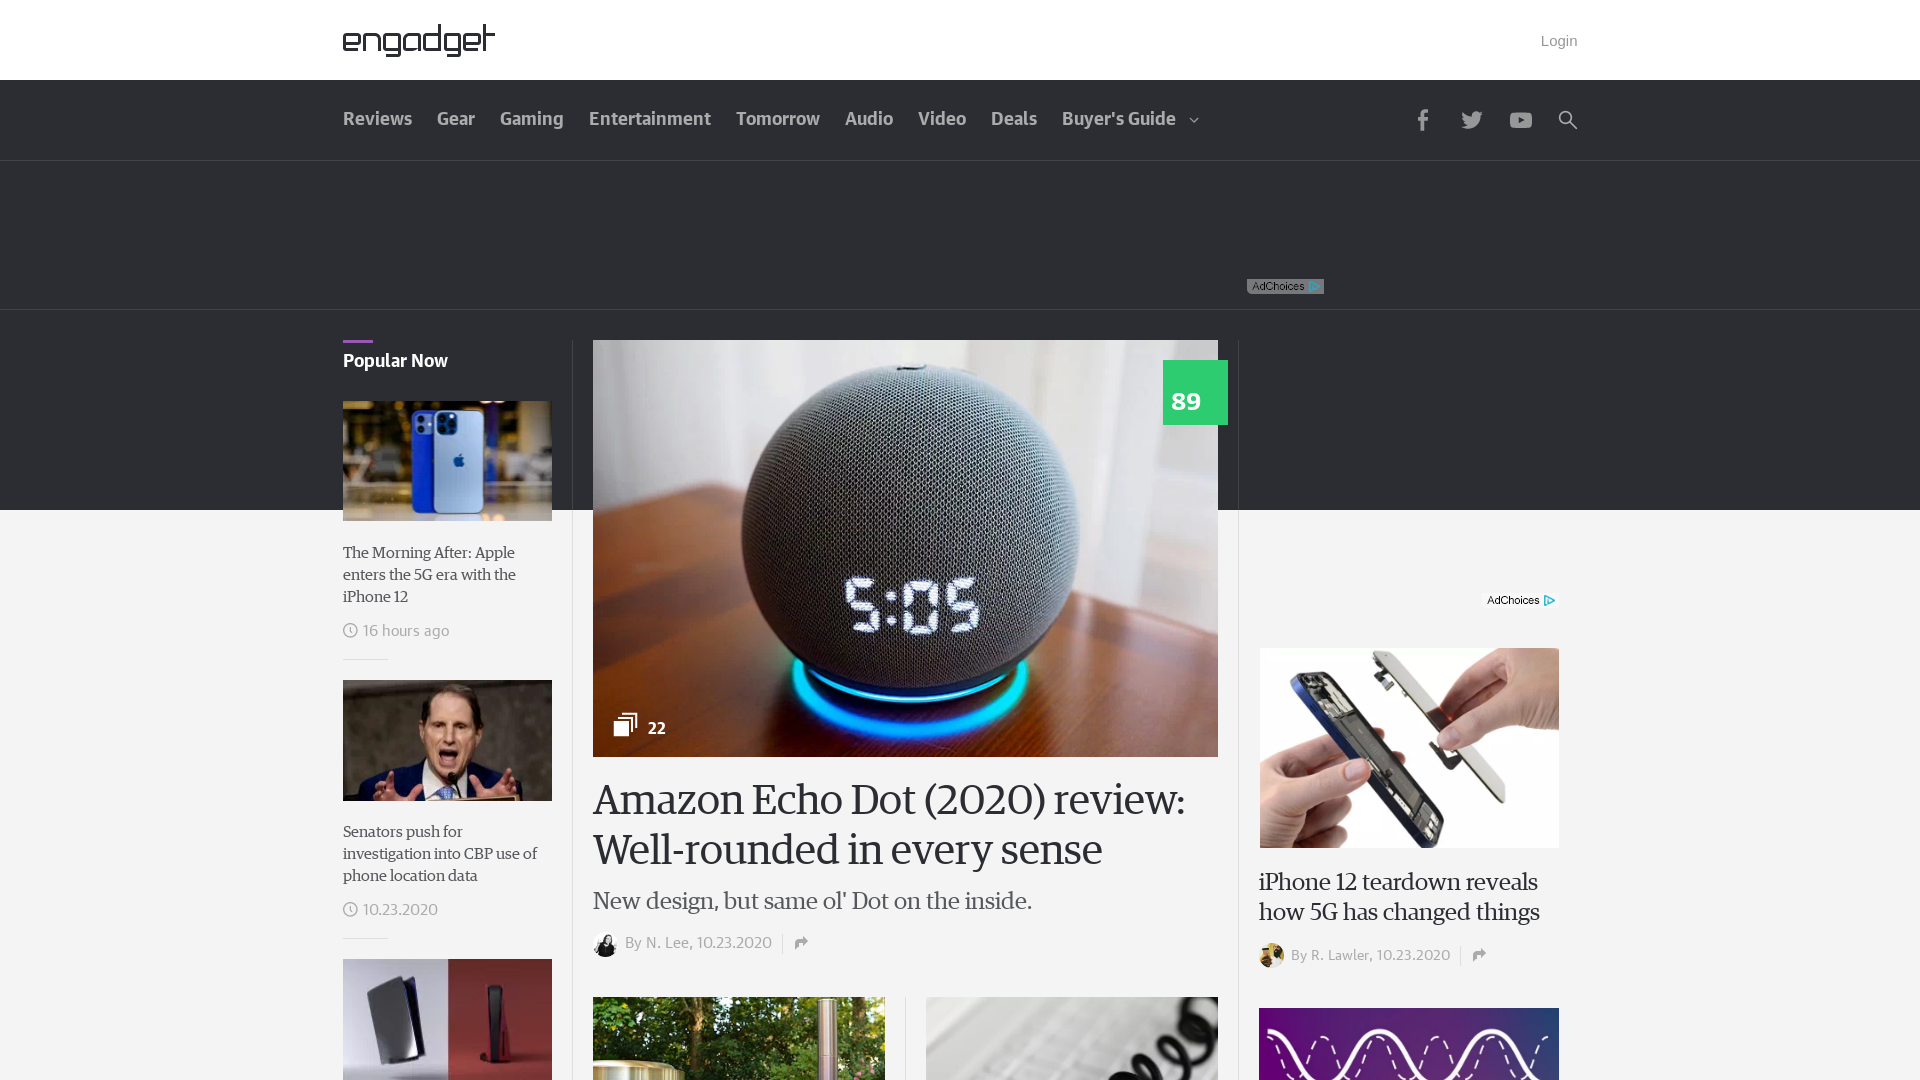 engadget
Login
Reviews Gear Gaming Entertainment Tomorrow Audio Video Deals Buyer's Guide
AdChoices
Popular Now
The Morning After: Apple
enters the 5G era with the
iPhone 12
16 hours ago
Senators push for
investigation into CBP use of
phone location data
10.23.2020
89
5:05
22
Amazon Echo Dot (2020) review:
Well-rounded in every sense
New design, but same ol' Dot on the inside.
By N. Lee, 10.23.2020
AdChoices
iPhone 12 teardown reveals
how 5G has changed things
By R. Lawler, 10.23.2020